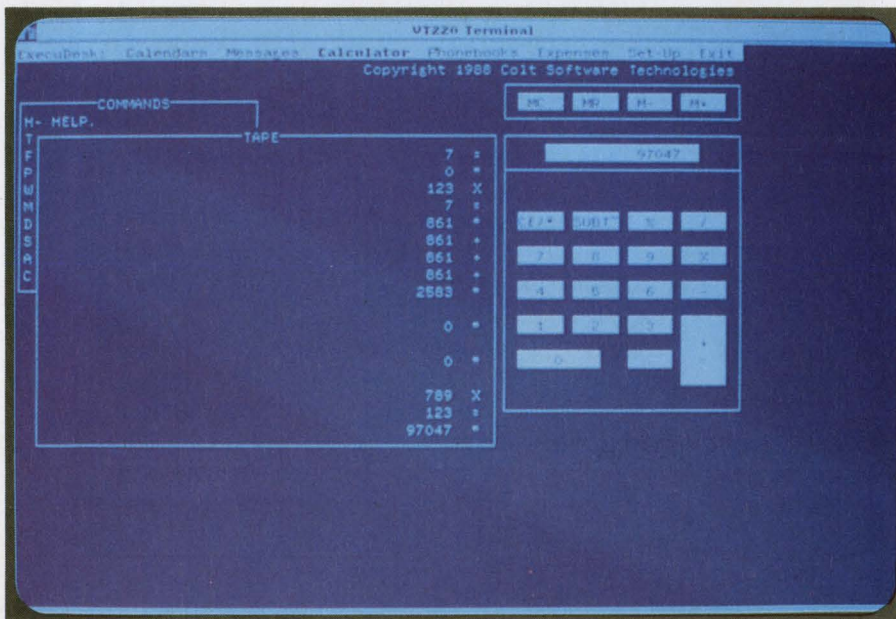 VT220 Terminal
ExecuDesk: Calendars Messages Calculator Phonebooks Expenses Set-Up Exit
Copyright 1988 Colt Software Technologies
COMMANDS
H- HELP.
T
F
P
W
M
D
S
A
C
TAPE
7 =
0 *
123 X
7 =
861 *
861 +
861 +
861 +
2583 *
0 *
0 *
789 X
123 =
97047 *
MC MR M- M+
97047
CE/* SUBT % /
7 8 9 X
4 5 6 -
1 2 3 +
0 . =